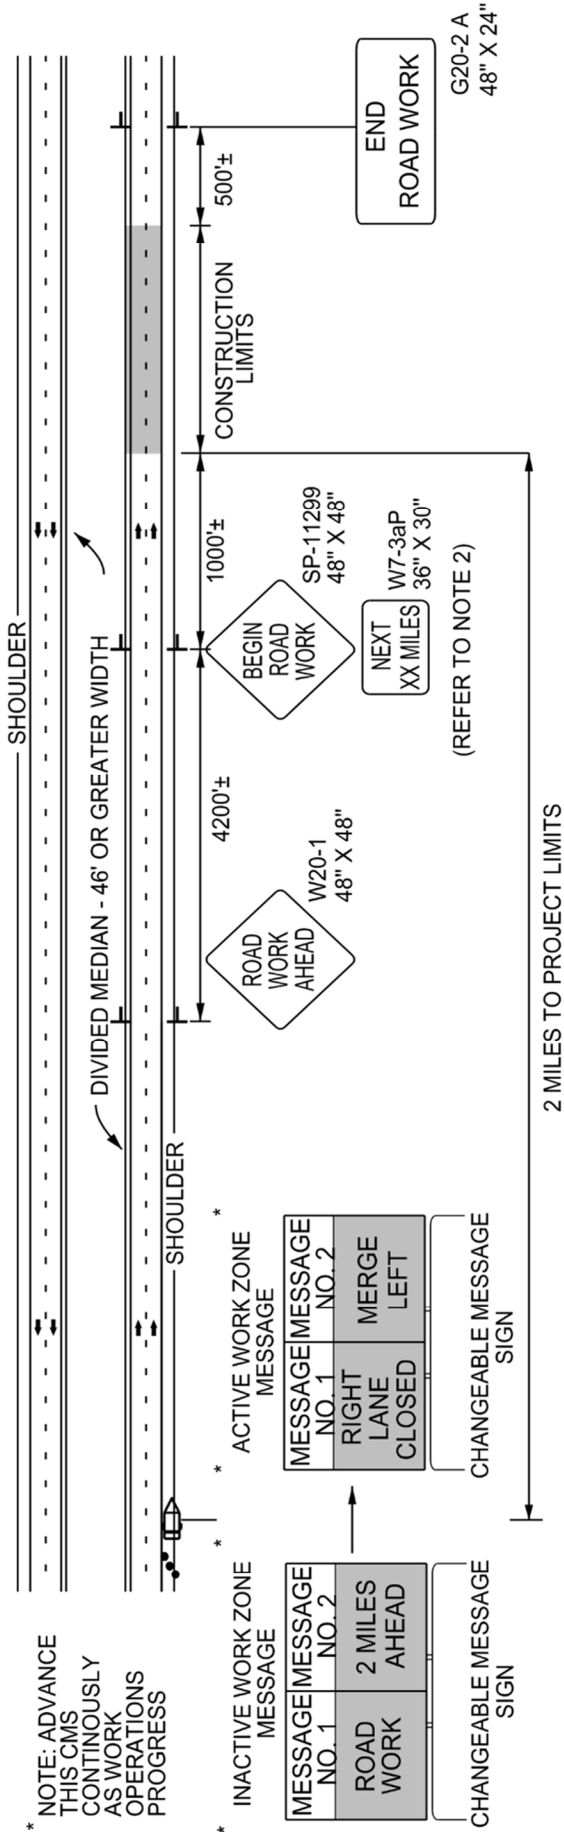 SHOULDER
DIVIDED MEDIAN - 46' OR GREATER WIDTH
SHOULDER
*
NOTE: ADVANCE
THIS CMS
CONTINOUSLY
AS WORK
OPERATIONS
PROGRESS
4200'±
1000'±
CONSTRUCTION
LIMITS
500'±
* INACTIVE WORK ZONE *
MESSAGE
MESSAGE NO. 1
MESSAGE NO. 2
ROAD
WORK
2 MILES
AHEAD
CHANGEABLE MESSAGE
SIGN
* ACTIVE WORK ZONE *
MESSAGE
MESSAGE NO. 1
MESSAGE NO. 2
RIGHT
LANE
CLOSED
MERGE
LEFT
CHANGEABLE MESSAGE
SIGN
ROAD
WORK
AHEAD
W20-1
48" X 48"
BEGIN
ROAD
WORK
SP-11299
48" X 48"
NEXT
XX MILES
W7-3aP
36" X 30"
(REFER TO NOTE 2)
END
ROAD WORK
G20-2 A
48" X 24"
2 MILES TO PROJECT LIMITS